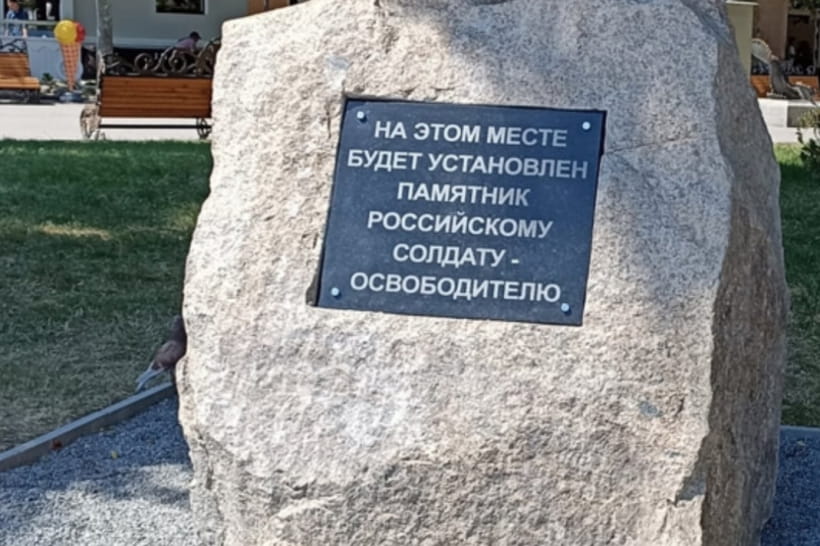 НА ЭТОМ МЕСТЕ
БУДЕТ УСТАНОВЛЕН
ПАМЯТНИК
РОССИЙСКОМУ
СОЛДАТУ -
ОСВОБОДИТЕЛЮ